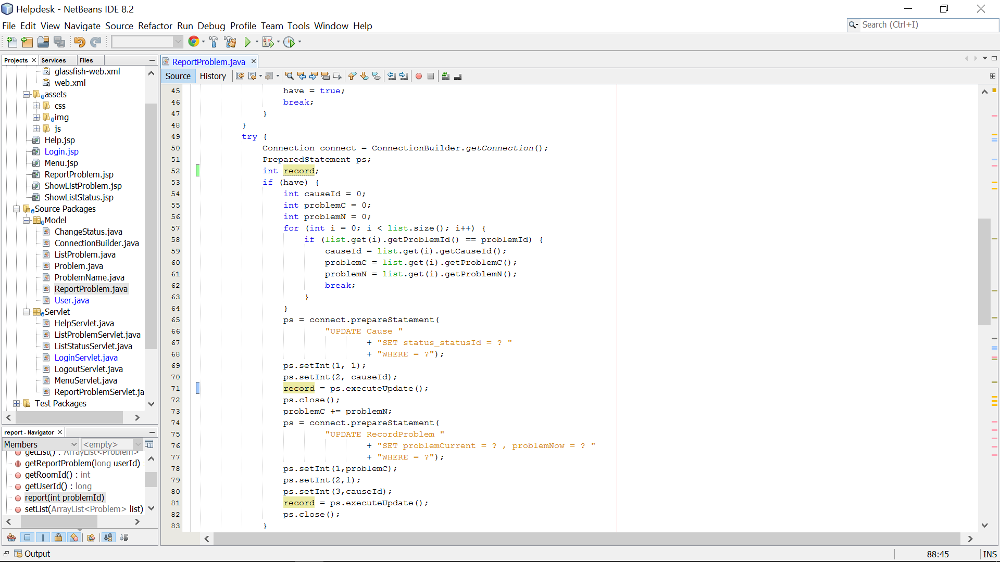 Helpdesk - NetBeans IDE 8.2
File Edit View Navigate Source Refactor Run Debug Profile Team Tools Window Help
Search (Ctrl+I)
Projects Services Files
glassfish-web.xml
web.xml
assets
css
img
js
Help.jsp
Login.jsp
Menu.jsp
ReportProblem.jsp
ShowListProblem.jsp
ShowListStatus.jsp
Source Packages
Model
ChangeStatus.java
ConnectionBuilder.java
ListProblem.java
Problem.java
ProblemName.java
ReportProblem.java
User.java
Servlet
HelpServlet.java
ListProblemServlet.java
ListStatusServlet.java
LoginServlet.java
LogoutServlet.java
MenuServlet.java
ReportProblemServlet.ja
Test Packages
report - Navigator
Members <empty>
getList() : ArrayList<Problem>
getReportProblem(long userId) :
getRoomId() : int
getUserId() : long
report(int problemId)
setList(ArrayList<Problem> list)
ReportProblem.java
Source History
45 have = true;
46 break;
47 }
48 }
49 try {
50 Connection connect = ConnectionBuilder.getConnection();
51 PreparedStatement ps;
52 int record;
53 if (have) {
54 int causeId = 0;
55 int problemC = 0;
56 int problemN = 0;
57 for (int i = 0; i < list.size(); i++) {
58 if (list.get(i).getProblemId() == problemId) {
59 causeId = list.get(i).getCauseId();
60 problemC = list.get(i).getProblemC();
61 problemN = list.get(i).getProblemN();
62 break;
63 }
64 }
65 ps = connect.prepareStatement(
66 "UPDATE Cause "
67 + "SET status_statusId = ? "
68 + "WHERE = ?");
69 ps.setInt(1, 1);
70 ps.setInt(2, causeId);
71 record = ps.executeUpdate();
72 ps.close();
73 problemC += problemN;
74 ps = connect.prepareStatement(
75 "UPDATE RecordProblem "
76 + "SET problemCurrent = ? , problemNow = ? "
77 + "WHERE = ?");
78 ps.setInt(1,problemC);
79 ps.setInt(2,1);
80 ps.setInt(3,causeId);
81 record = ps.executeUpdate();
82 ps.close();
83 }
Output
88:45 INS